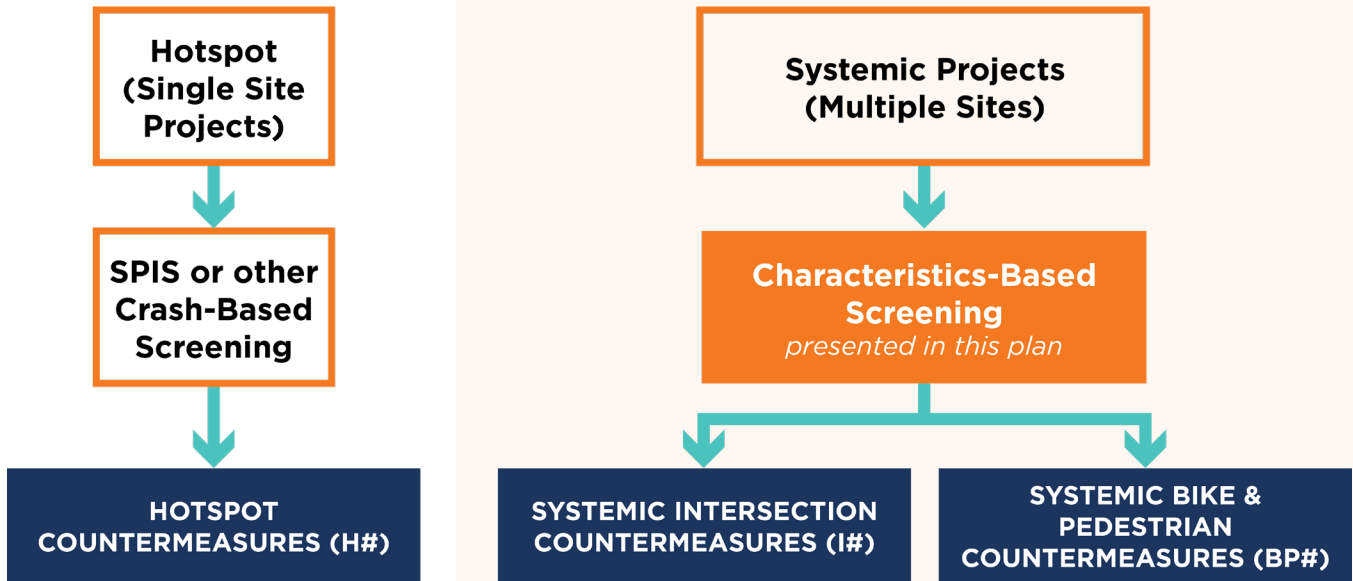 Hotspot
(Single Site
Projects)
SPIS or other
Crash-Based
Screening
HOTSPOT
COUNTERMEASURES (H#)
Systemic Projects
(Multiple Sites)
Characteristics-Based
Screening
presented in this plan
SYSTEMIC INTERSECTION
COUNTERMEASURES (I#)
SYSTEMIC BIKE &
PEDESTRIAN
COUNTERMEASURES (BP#)